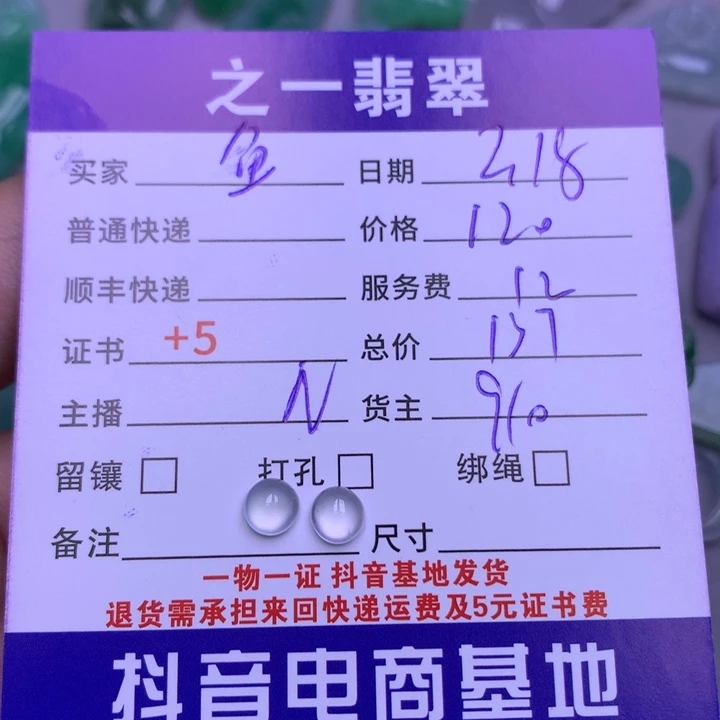 之一翡翠
买家 鱼 日期 2.18
普通快递 价格 120
顺丰快递 服务费 12
证书 +5 总价 137
主播 N 货主 910
留镶 打孔 绑绳
备注 尺寸
一物一证 抖音基地发货
退货需承担来回快递运费及5元证书费
抖音电商基地